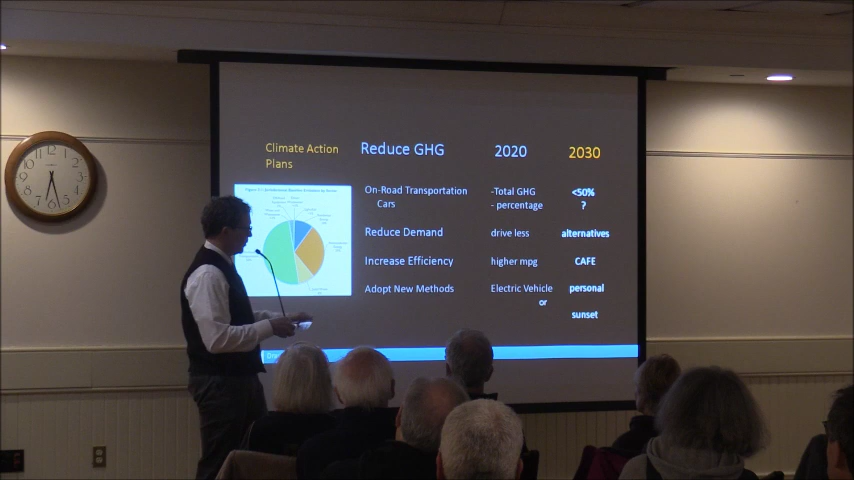 Climate Action
Plans
Reduce GHG
2020
2030
On-Road Transportation
Cars
-Total GHG
- percentage
<50%
?
Reduce Demand
drive less
alternatives
Increase Efficiency
higher mpg
CAFE
Adopt New Methods
Electric Vehicle
or
personal
sunset
12